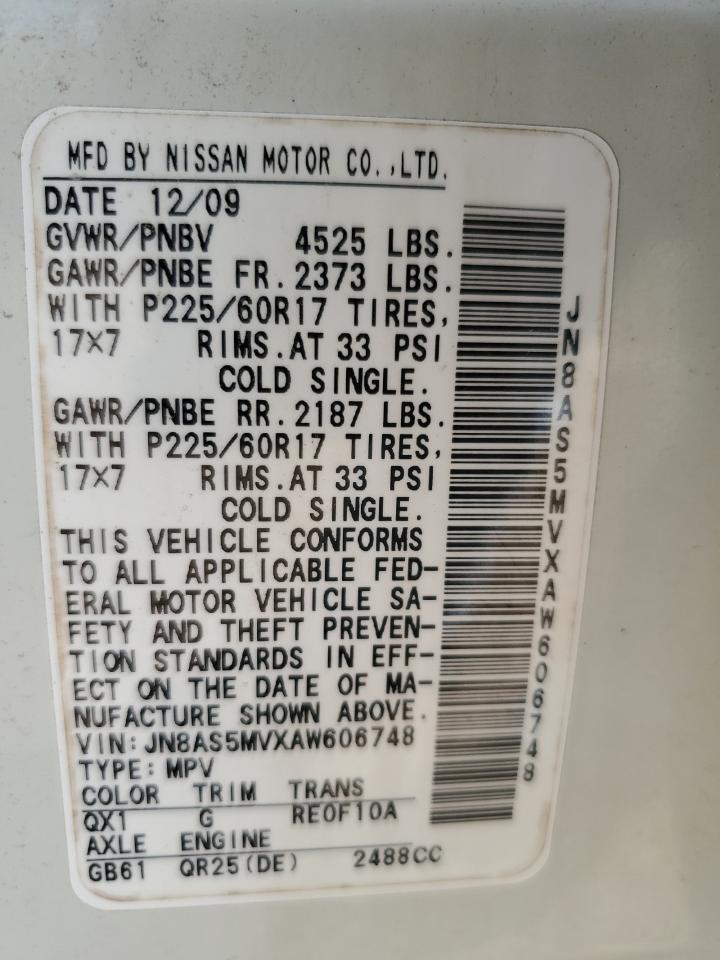 MFD BY NISSAN MOTOR CO.,LTD.
DATE 12/09
GVWR/PNBV 4525 LBS.
GAWR/PNBE FR. 2373 LBS.
WITH P225/60R17 TIRES,
17×7 RIMS.AT 33 PSI
COLD SINGLE.
GAWR/PNBE RR. 2187 LBS.
WITH P225/60R17 TIRES,
17×7 RIMS.AT 33 PSI
COLD SINGLE.
THIS VEHICLE CONFORMS
TO ALL APPLICABLE FED-
ERAL MOTOR VEHICLE SA-
FETY AND THEFT PREVEN-
TION STANDARDS IN EFF-
ECT ON THE DATE OF MA-
NUFACTURE SHOWN ABOVE.
VIN: JN8AS5MVXAW606748
TYPE: MPV
COLOR TRIM TRANS
QX1 G RE0F10A
AXLE ENGINE
GB61 QR25(DE) 2488CC
JN8AS5MVXAW606748